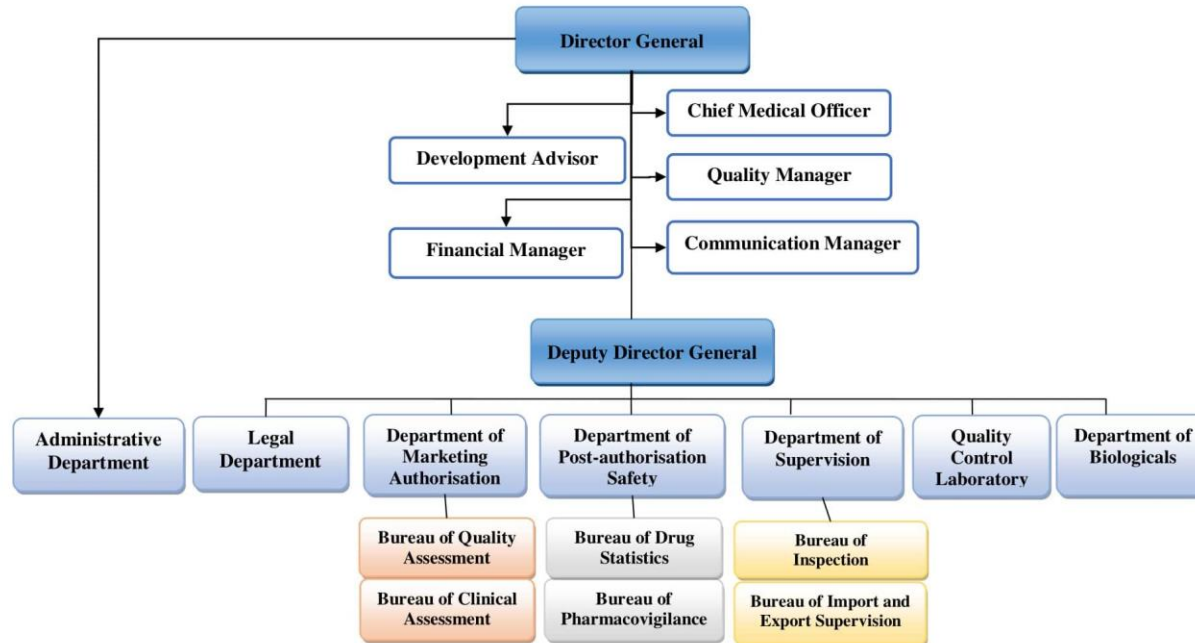 Director General
Chief Medical Officer
Development Advisor
Quality Manager
Financial Manager
Communication Manager
Deputy Director General
Administrative
Department
Legal
Department
Department of
Marketing
Authorisation
Department of
Post-authorisation
Safety
Department of
Supervision
Quality
Control
Laboratory
Department of
Biologicals
Bureau of Quality
Assessment
Bureau of Clinical
Assessment
Bureau of Drug
Statistics
Bureau of
Pharmacovigilance
Bureau of
Inspection
Bureau of Import and
Export Supervision